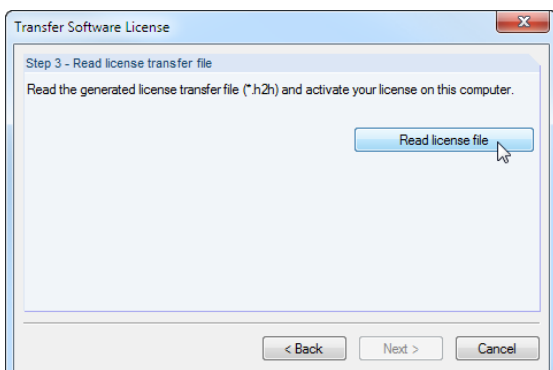 Transfer Software License
Step 3 - Read license transfer file
Read the generated license transfer file (*.h2h) and activate your license on this computer.
Read license file
< Back Next > Cancel